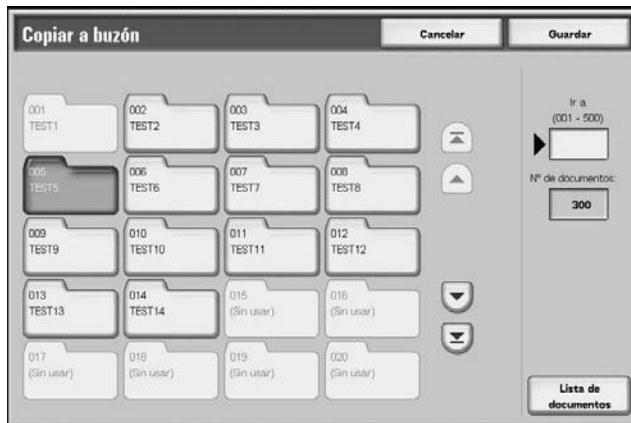 Copiar a buzón Cancelar Guardar
001 002 003 004
TEST1 TEST2 TEST3 TEST4
005 006 007 008
TEST5 TEST6 TEST7 TEST8
009 010 011 012
TEST9 TEST10 TEST11 TEST12
013 014 015 016
TEST13 TEST14 (Sin usar) (Sin usar)
017 018 019 020
(Sin usar) (Sin usar) (Sin usar) (Sin usar)
Ir a
(001 - 500)
Nº de documentos:
300
Lista de
documentos